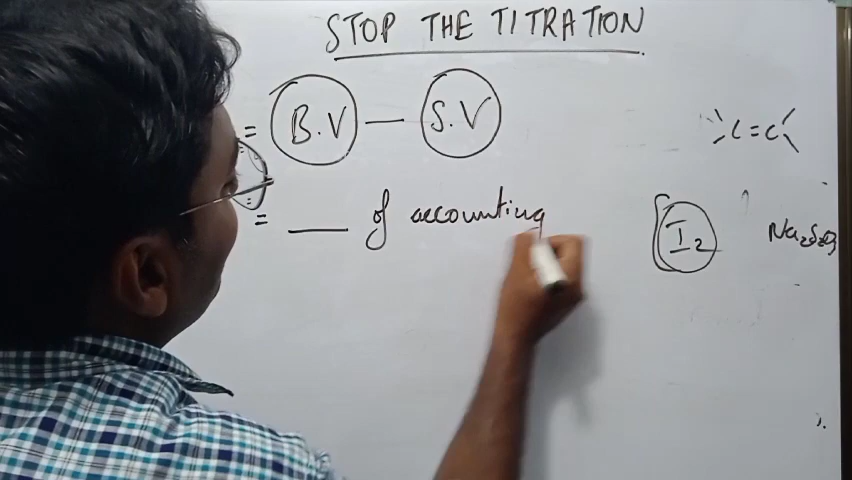 STOP THE TITRATION
= B.V — S.V
C=C
= ___ of accounting
I2
Na2S2O3